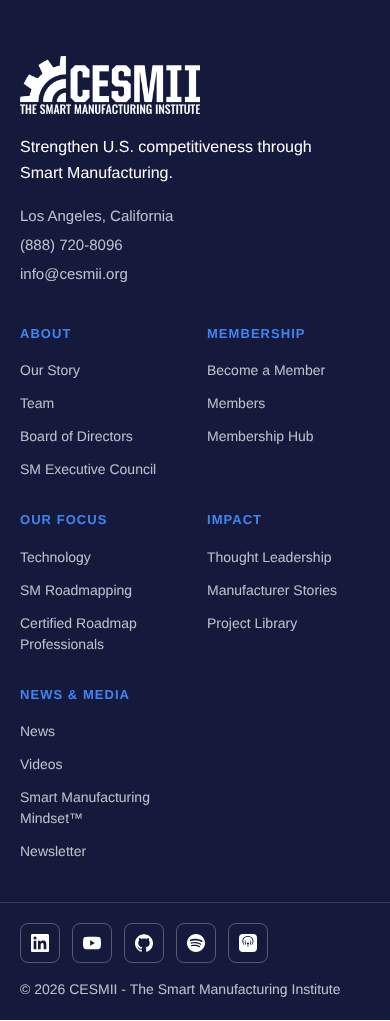 CESMII
THE SMART MANUFACTURING INSTITUTE
Strengthen U.S. competitiveness through
Smart Manufacturing.
Los Angeles, California
(888) 720-8096
info@cesmii.org
ABOUT
Our Story
Team
Board of Directors
SM Executive Council
MEMBERSHIP
Become a Member
Members
Membership Hub
OUR FOCUS
Technology
SM Roadmapping
Certified Roadmap
Professionals
IMPACT
Thought Leadership
Manufacturer Stories
Project Library
NEWS & MEDIA
News
Videos
Smart Manufacturing
Mindset™
Newsletter
© 2026 CESMII - The Smart Manufacturing Institute